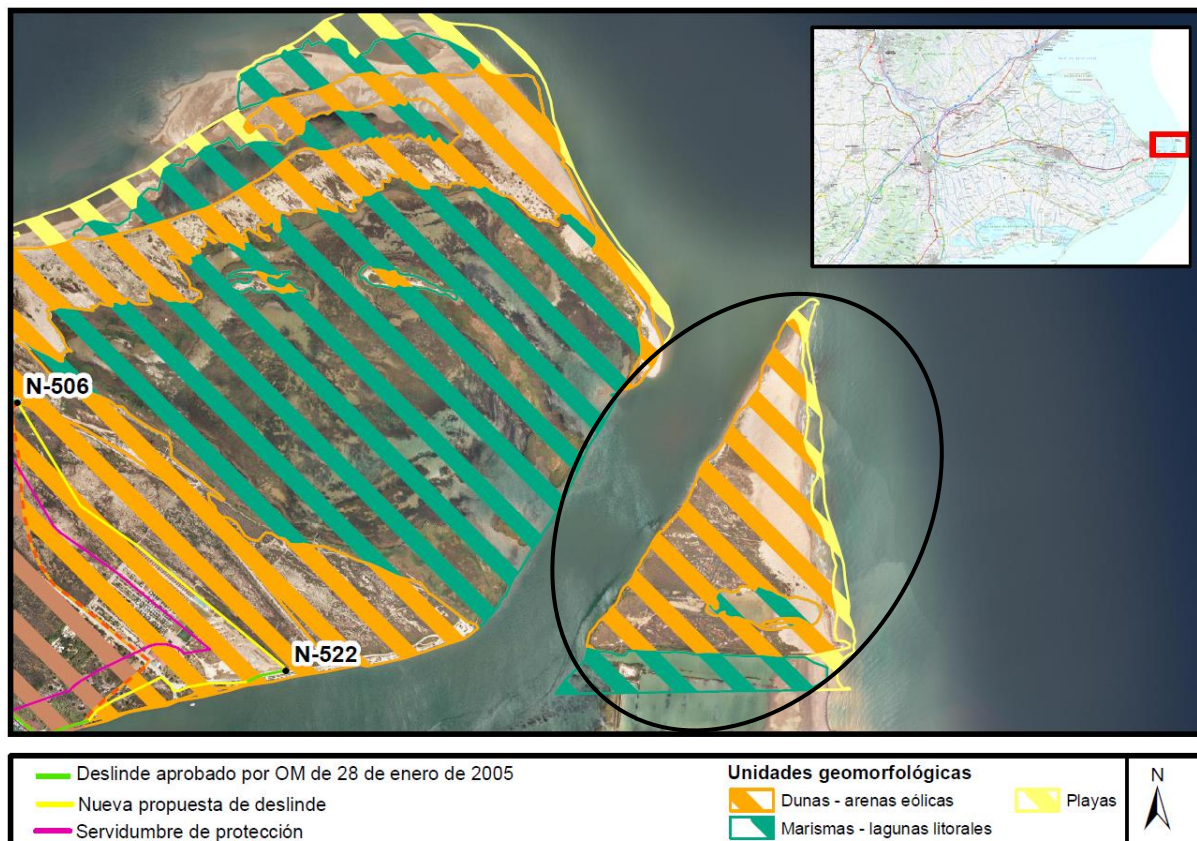 N-506
N-522
Deslinde aprobado por OM de 28 de enero de 2005
Nueva propuesta de deslinde
Servidumbre de protección
Unidades geomorfológicas
Dunas - arenas eólicas
Playas
Marismas - lagunas litorales
N